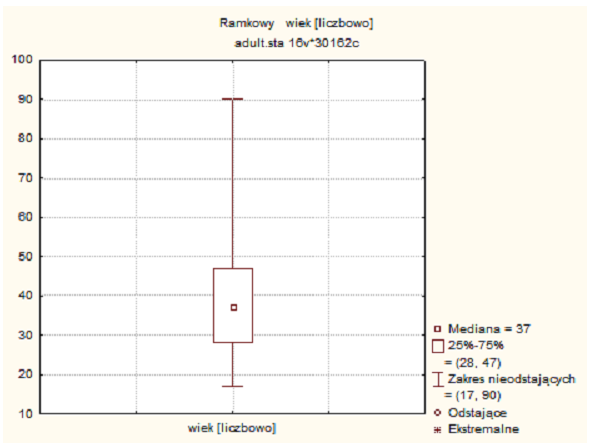 Ramkowy wiek [liczbowo]
adult.sta 16v*30162c
100
90
80
70
60
50
40
30
20
10
wiek [liczbowo]
Mediana = 37
25%-75%
= (28, 47)
Zakres nieodstających
= (17, 90)
Odstające
Ekstremalne